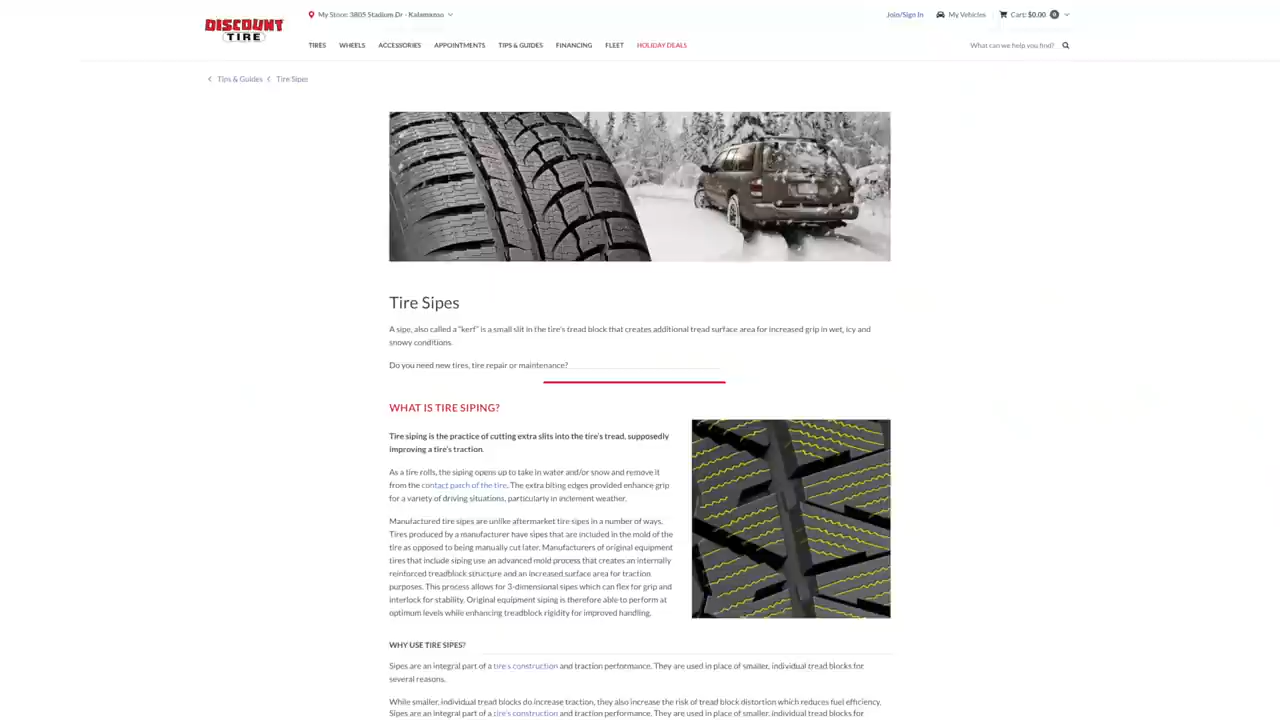 DISCOUNT
TIRE
My Store: 3805 Stadium Dr - Kalamazoo
Join/Sign In
My Vehicles
Cart: $0.00 0
TIRES WHEELS ACCESSORIES APPOINTMENTS TIPS & GUIDES FINANCING FLEET HOLIDAY DEALS
What can we help you find?
Tips & Guides Tire Sipes
Tire Sipes
A sipe, also called a "kerf" is a small slit in the tire's tread block that creates additional tread surface area for increased grip in wet, icy and
snowy conditions.
Do you need new tires, tire repair or maintenance?
WHAT IS TIRE SIPING?
Tire siping is the practice of cutting extra slits into the tire's tread, supposedly
improving a tire's traction.
As a tire rolls, the siping opens up to take in water and/or snow and remove it
from the contact patch of the tire. The extra biting edges provided enhance grip
for a variety of driving situations, particularly in inclement weather.
Manufactured tire sipes are unlike aftermarket tire sipes in a number of ways.
Tires produced by a manufacturer have sipes that are included in the mold of the
tire as opposed to being manually cut later. Manufacturers of original equipment
tires that include siping use an advanced mold process that creates an internally
reinforced treadblock structure and an increased surface area for traction
purposes. This process allows for 3-dimensional sipes which can flex for grip and
interlock for stability. Original equipment siping is therefore able to perform at
optimum levels while enhancing treadblock rigidity for improved handling.
WHY USE TIRE SIPES?
Sipes are an integral part of a tire's construction and traction performance. They are used in place of smaller, individual tread blocks for
several reasons.
While smaller, individual tread blocks do increase traction, they also increase the risk of tread block distortion which reduces fuel efficiency.
Sipes are an integral part of a tire's construction and traction performance. They are used in place of smaller, individual tread blocks for